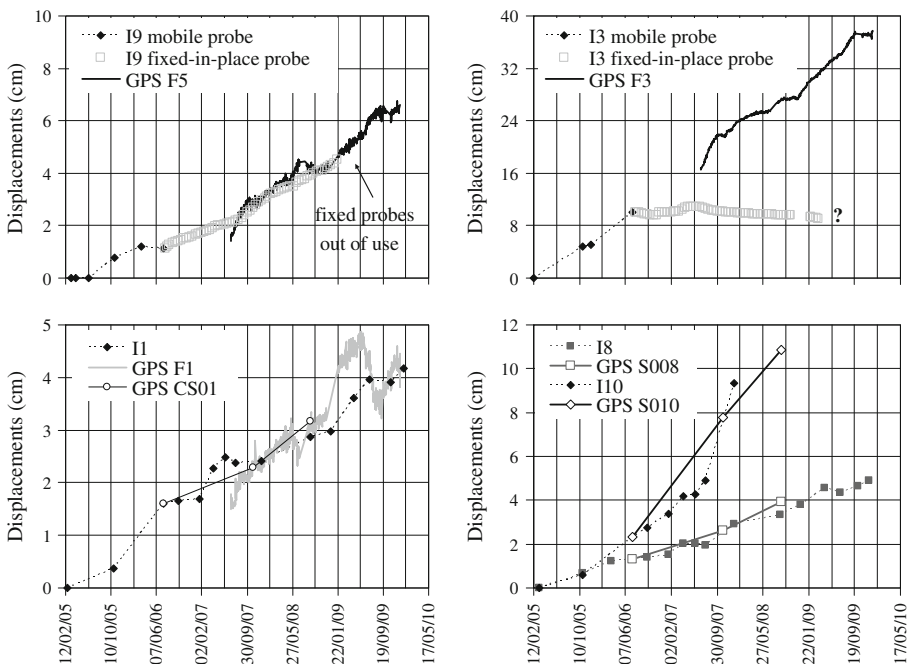 Displacements (cm)
10
8
6
4
2
0
I9 mobile probe
I9 fixed-in-place probe
GPS F5
fixed probes
out of use
Displacements (cm)
40
36
32
28
24
20
16
12
8
4
0
I3 mobile probe
I3 fixed-in-place probe
GPS F3
?
Displacements (cm)
5
4
3
2
1
0
I1
GPS F1
GPS CS01
12/02/05
10/10/05
07/06/06
02/02/07
30/09/07
27/05/08
22/01/09
19/09/09
17/05/10
Displacements (cm)
12
10
8
6
4
2
0
I8
GPS S008
I10
GPS S010
12/02/05
10/10/05
07/06/06
02/02/07
30/09/07
27/05/08
22/01/09
19/09/09
17/05/10